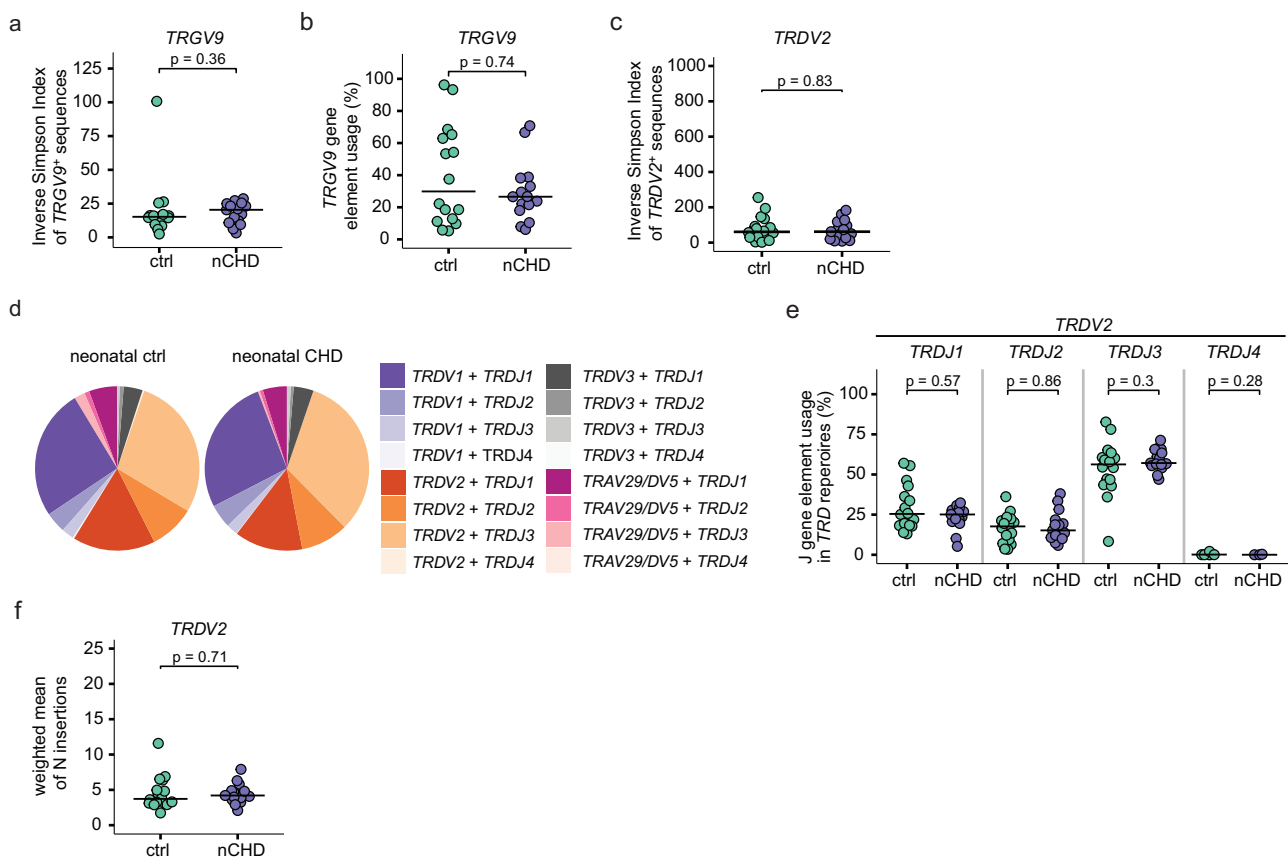 a
TRGV9
p = 0.36
Inverse Simpson Index
of TRGV9+ sequences
125
100
75
50
25
0
ctrl
nCHD
b
TRGV9
p = 0.74
TRGV9 gene
element usage (%)
100
80
60
40
20
0
ctrl
nCHD
c
TRDV2
p = 0.83
Inverse Simpson Index
of TRDV2+ seqeunces
1000
800
600
400
200
0
ctrl
nCHD
d
neonatal ctrl
neonatal CHD
TRDV1 + TRDJ1
TRDV1 + TRDJ2
TRDV1 + TRDJ3
TRDV1 + TRDJ4
TRDV2 + TRDJ1
TRDV2 + TRDJ2
TRDV2 + TRDJ3
TRDV2 + TRDJ4
TRDV3 + TRDJ1
TRDV3 + TRDJ2
TRDV3 + TRDJ3
TRDV3 + TRDJ4
TRAV29/DV5 + TRDJ1
TRAV29/DV5 + TRDJ2
TRAV29/DV5 + TRDJ3
TRAV29/DV5 + TRDJ4
e
TRDV2
TRDJ1
TRDJ2
TRDJ3
TRDJ4
p = 0.57
p = 0.86
p = 0.3
p = 0.28
J gene element usage
in TRD reperoires (%)
100
75
50
25
0
ctrl
nCHD
ctrl
nCHD
ctrl
nCHD
ctrl
nCHD
f
TRDV2
p = 0.71
weighted mean
of N insertions
25
20
15
10
5
0
ctrl
nCHD